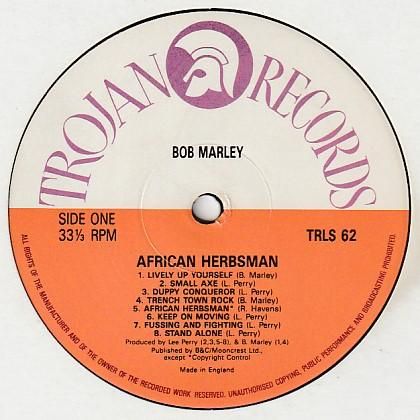 TROJAN RECORDS
BOB MARLEY
SIDE ONE
33⅓ RPM
TRLS 62
AFRICAN HERBSMAN
1. LIVELY UP YOURSELF (B. Marley)
2. SMALL AXE (L. Perry)
3. DUPPY CONQUEROR (L. Perry)
4. TRENCH TOWN ROCK (B. Marley)
5. AFRICAN HERBSMAN* (R. Havens)
6. KEEP ON MOVING (L. Perry)
7. FUSSING AND FIGHTING (L. Perry)
8. STAND ALONE (L. Perry)
Produced by Lee Perry (2,3,5-8), & B. Marley (1,4)
Published by B&C/Mooncrest Ltd.,
except *Copyright Control
Made in England
ALL RIGHTS OF THE MANUFACTURER AND OF THE OWNER OF THE RECORDED WORK RESERVED. UNAUTHORISED COPYING, PUBLIC PERFORMANCE AND BROADCASTING PROHIBITED.